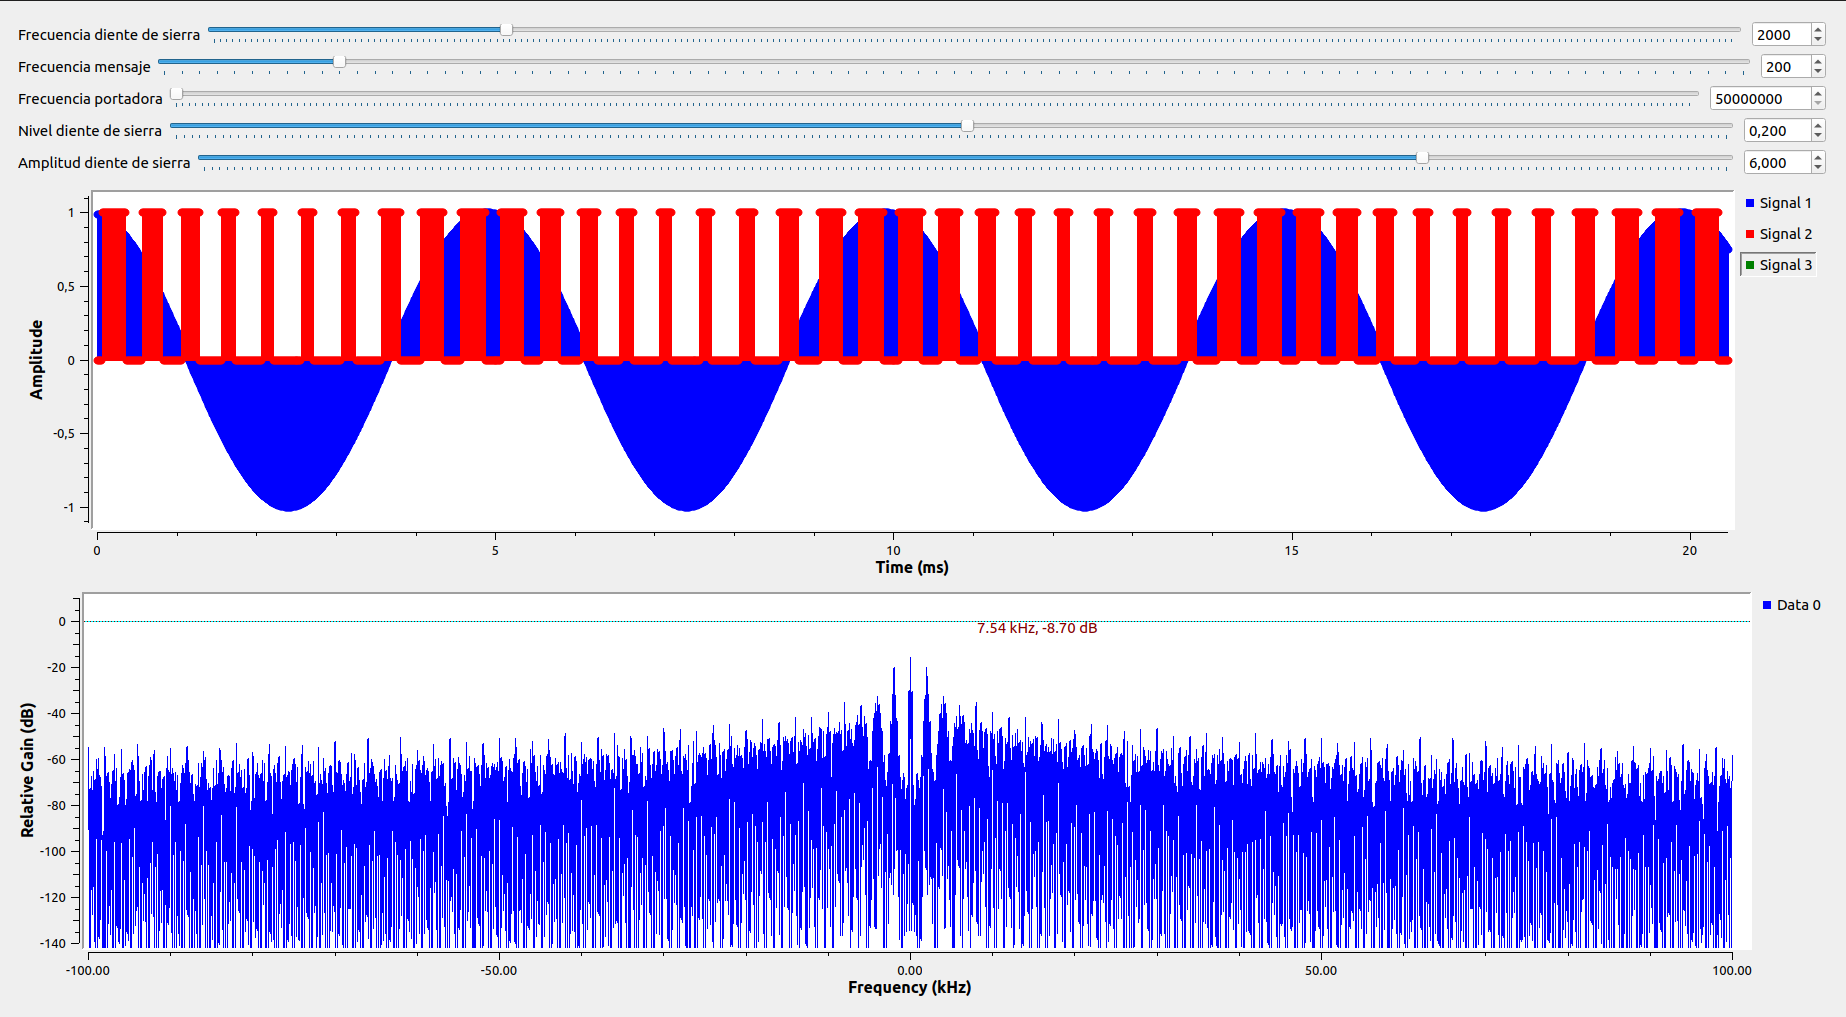 Frecuencia diente de sierra 2000
Frecuencia mensaje 200
Frecuencia portadora 50000000
Nivel diente de sierra 0,200
Amplitud diente de sierra 6,000
Signal 1
Signal 2
Signal 3
Amplitude
1
0,5
0
-0,5
-1
0 5 10 15 20
Time (ms)
Data 0
7.54 kHz, -8.70 dB
Relative Gain (dB)
0
-20
-40
-60
-80
-100
-120
-140
-100.00 -50.00 0.00 50.00 100.00
Frequency (kHz)